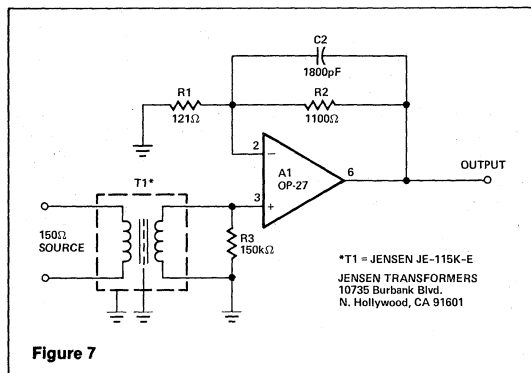 C2
1800pF
R1
121Ω
R2
1100Ω
2
−
A1
OP-27
6
OUTPUT
3
+
T1*
150Ω
SOURCE
R3
150kΩ
*T1 = JENSEN JE-115K-E
JENSEN TRANSFORMERS
10735 Burbank Blvd.
N. Hollywood, CA 91601
Figure 7